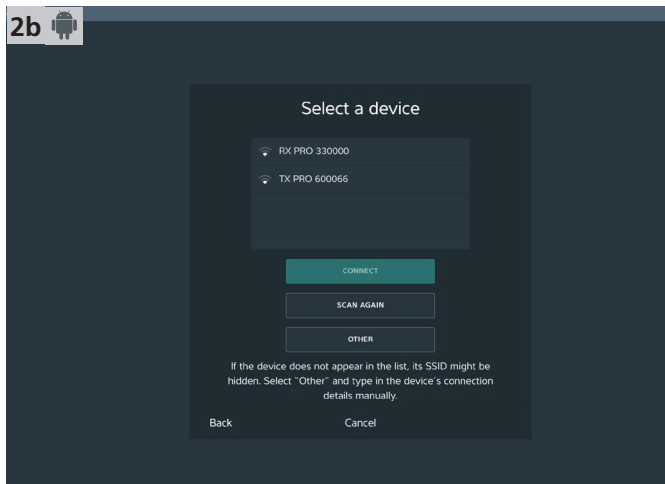 2b
Select a device
RX PRO 330000
TX PRO 600066
CONNECT
SCAN AGAIN
OTHER
If the device does not appear in the list, its SSID might be
hidden. Select "Other" and type in the device's connection
details manually.
Back Cancel